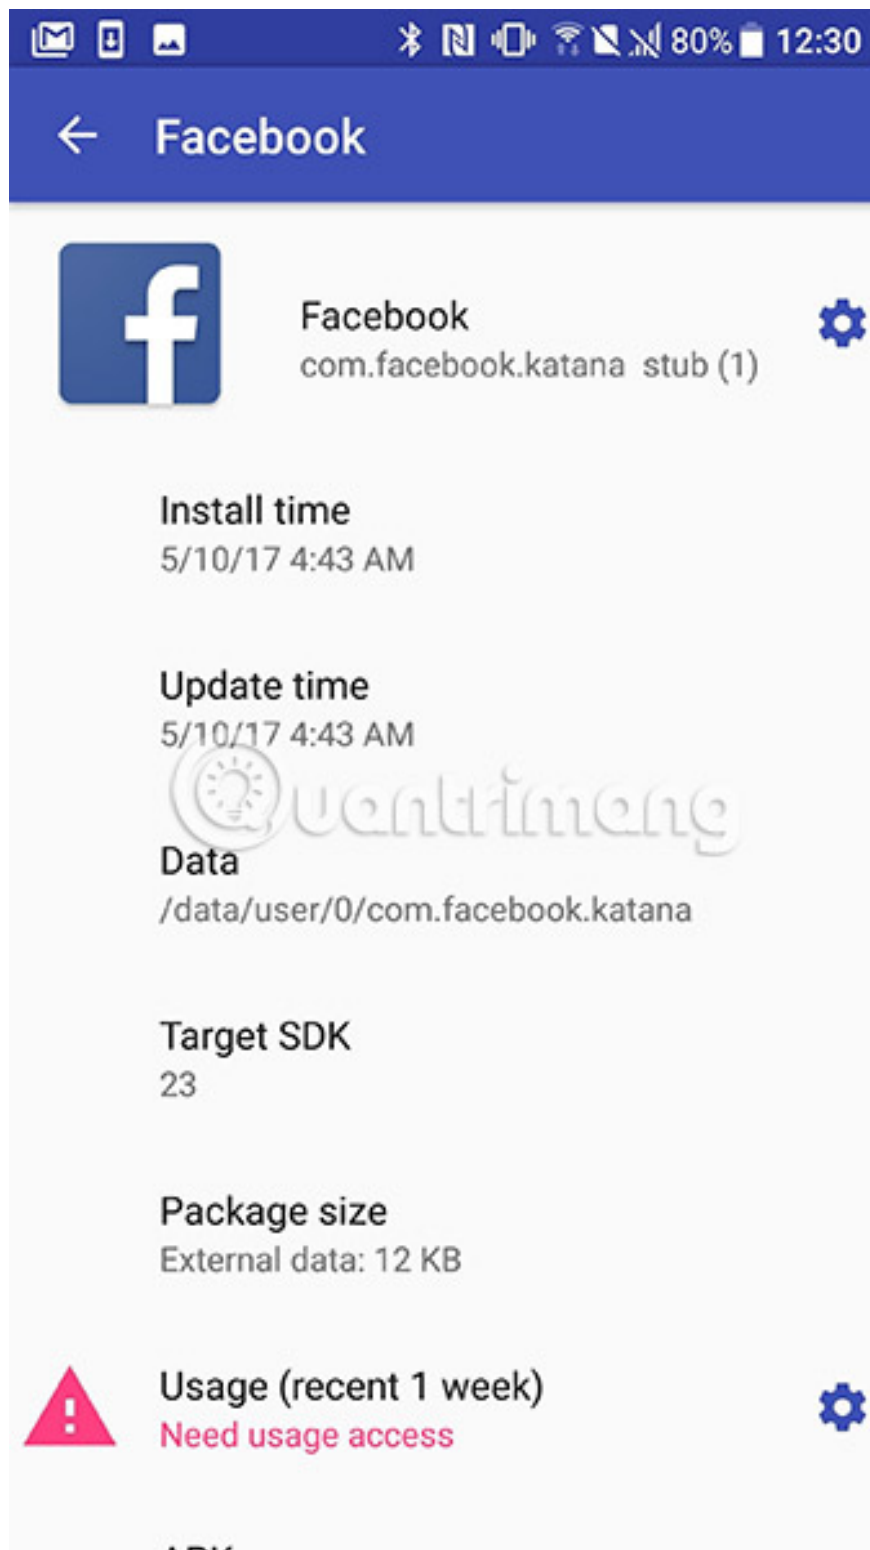 80% 12:30
Facebook
Facebook
com.facebook.katana stub (1)
Install time
5/10/17 4:43 AM
Update time
5/10/17 4:43 AM
Quantrimang
Data
/data/user/0/com.facebook.katana
Target SDK
23
Package size
External data: 12 KB
Usage (recent 1 week)
Need usage access